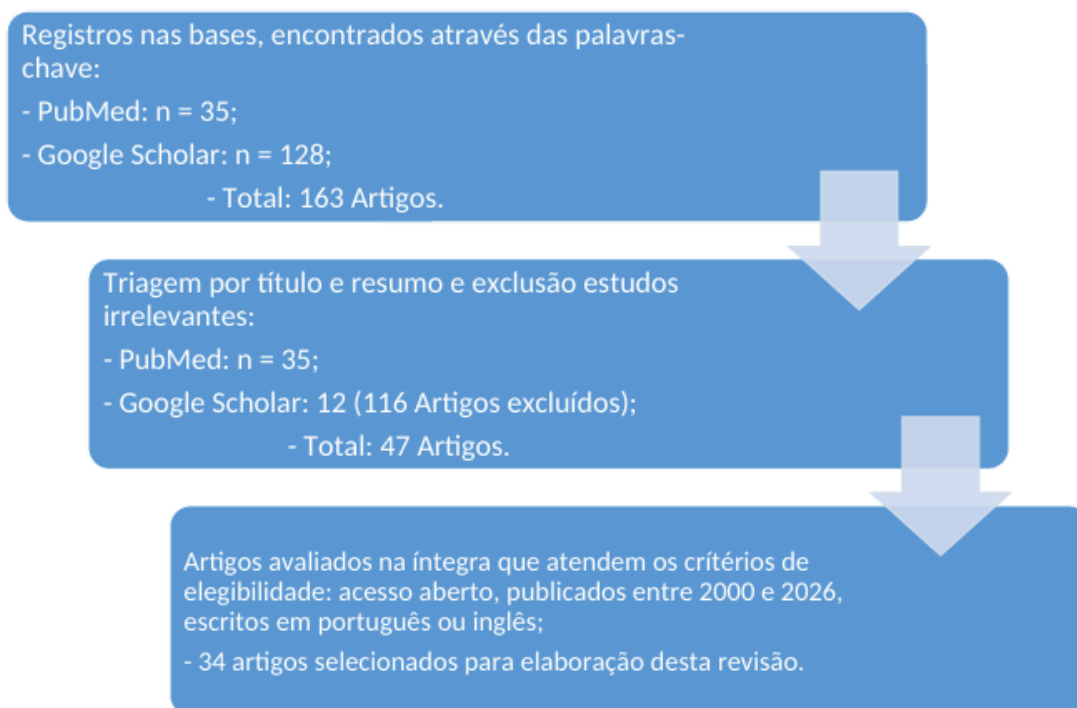 Registros nas bases, encontrados através das palavras-
chave:
- PubMed: n = 35;
- Google Scholar: n = 128;
- Total: 163 Artigos.
Triagem por título e resumo e exclusão estudos
irrelevantes:
- PubMed: n = 35;
- Google Scholar: 12 (116 Artigos excluídos);
- Total: 47 Artigos.
Artigos avaliados na íntegra que atendem os crítérios de
elegibilidade: acesso aberto, publicados entre 2000 e 2026,
escritos em português ou inglês;
- 34 artigos selecionados para elaboração desta revisão.